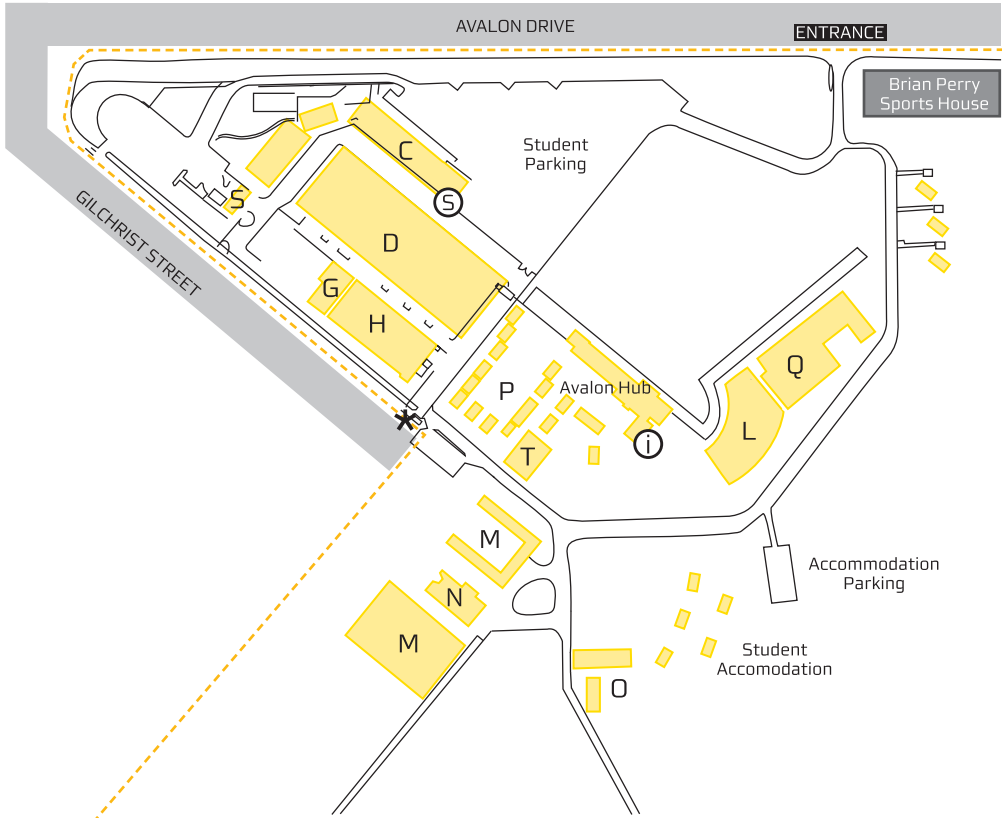 AVALON DRIVE
ENTRANCE
Brian Perry
Sports House
Student
Parking
C
S
S
GILCHRIST STREET
D
G
H
P
Avalon Hub
Q
L
T
i
*
M
N
M
Accommodation
Parking
Student
Accomodation
O